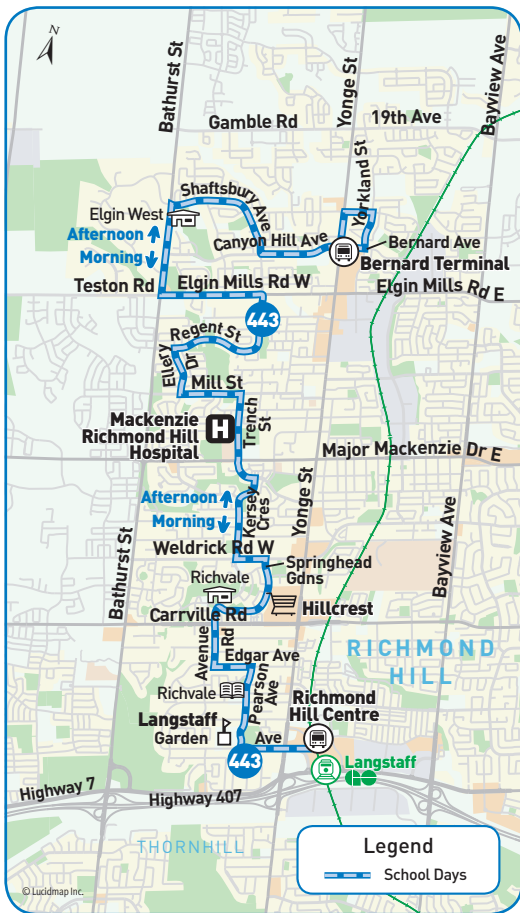 N
Bathurst St
Yonge St
Bayview Ave
Gamble Rd
19th Ave
Yorkland St
Shaftsbury Ave
Elgin West
Afternoon
Morning
Canyon Hill Ave
Bernard Ave
Bernard Terminal
Teston Rd
Elgin Mills Rd W
Elgin Mills Rd E
443
Regent St
Ellery Dr
Mill St
Trench St
H
Mackenzie
Richmond Hill
Hospital
Major Mackenzie Dr E
Afternoon
Morning
Kersey Cres
Yonge St
Bayview Ave
Bathurst St
Weldrick Rd W
Springhead
Gdns
Richvale
Hillcrest
Carrville Rd
Avenue Rd
Edgar Ave
RICHMOND
HILL
Richvale
Pearson Ave
Richmond
Hill Centre
Langstaff
Garden Ave
443
Langstaff
Highway 7
Highway 407
THORNHILL
Legend
School Days
© Lucidmap Inc.